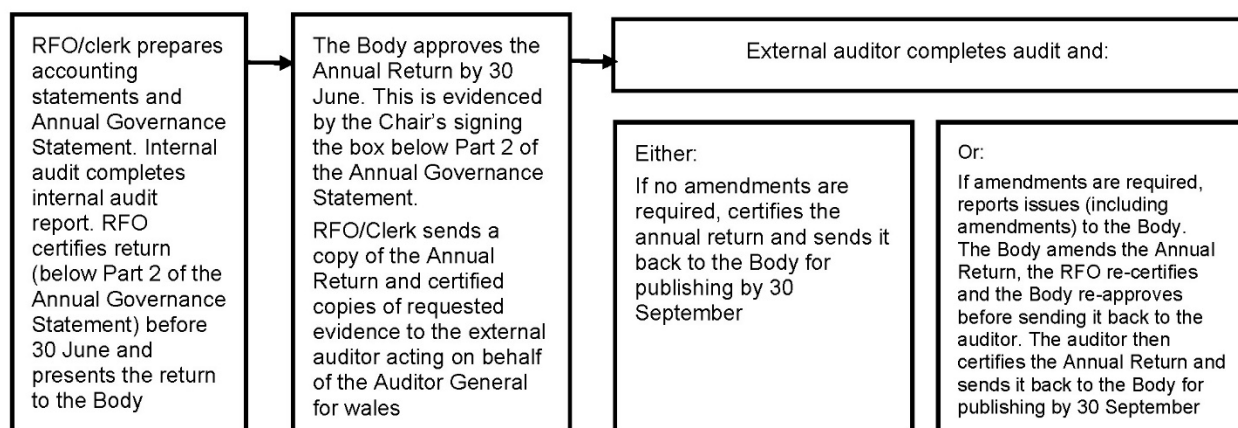 RFO/clerk prepares
accounting
statements and
Annual Governance
Statement. Internal
audit completes
internal audit
report. RFO
certifies return
(below Part 2 of the
Annual Governance
Statement) before
30 June and
presents the return
to the Body
The Body approves the
Annual Return by 30
June. This is evidenced
by the Chair's signing
the box below Part 2 of
the Annual Governance
Statement.
RFO/Clerk sends a
copy of the Annual
Return and certified
copies of requested
evidence to the external
auditor acting on behalf
of the Auditor General
for wales
External auditor completes audit and:
Either:
If no amendments are
required, certifies the
annual return and sends it
back to the Body for
publishing by 30
September
Or:
If amendments are required,
reports issues (including
amendments) to the Body.
The Body amends the Annual
Return, the RFO re-certifies
and the Body re-approves
before sending it back to the
auditor. The auditor then
certifies the Annual Return and
sends it back to the Body for
publishing by 30 September